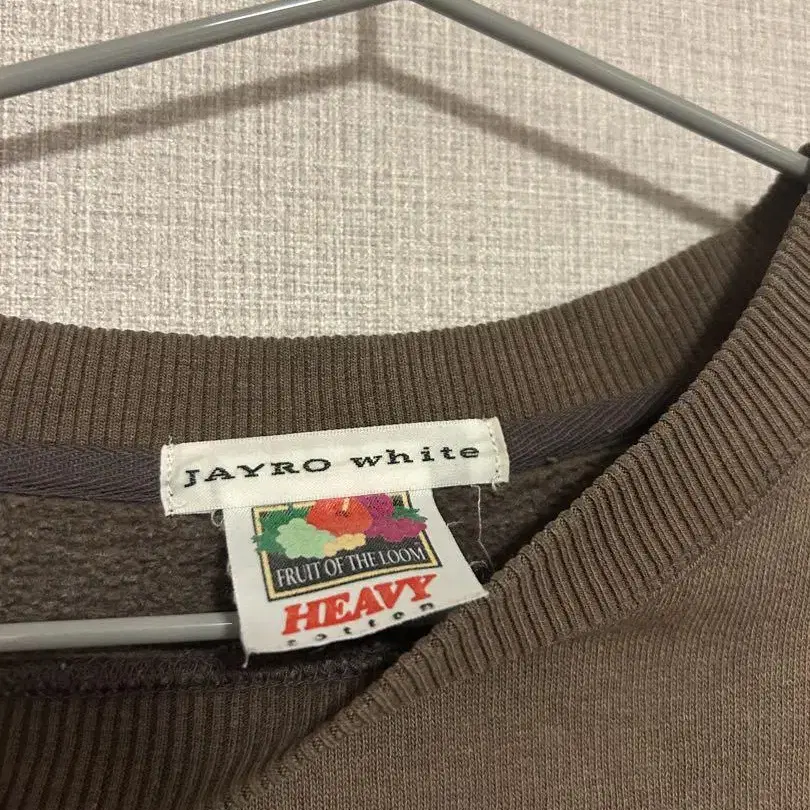 JAYRO white
FRUIT OF THE LOOM
HEAVY
cotton